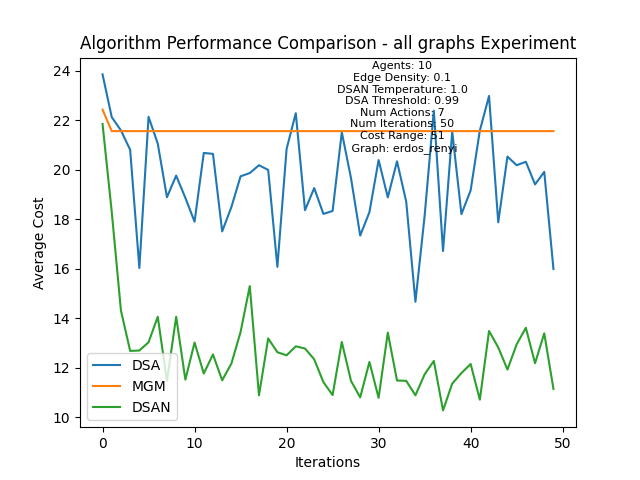 Algorithm Performance Comparison - all graphs Experiment
Agents: 10
Edge Density: 0.1
DSAN Temperature: 1.0
DSA Threshold: 0.99
Num Actions: 7
Num Iterations: 50
Cost Range: 51
Graph: erdos_renyi
24
22
20
18
16
14
12
10
Average Cost
DSA
MGM
DSAN
0
10
20
30
40
50
Iterations